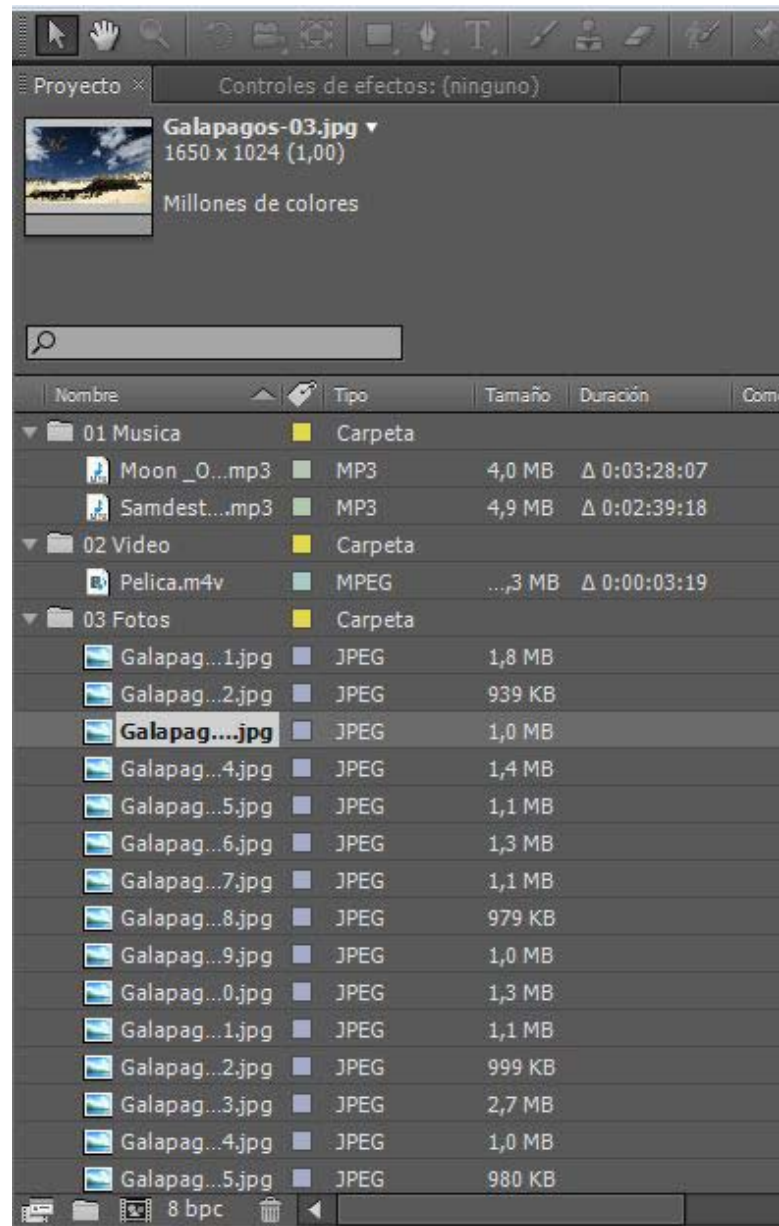 Proyecto × Controles de efectos: (ninguno)
Galapagos-03.jpg ▾
1650 x 1024 (1,00)
Millones de colores
Nombre Tipo Tamaño Duración Com
01 Musica Carpeta
Moon _O...mp3 MP3 4,0 MB Δ 0:03:28:07
Samdest....mp3 MP3 4,9 MB Δ 0:02:39:18
02 Video Carpeta
Pelica.m4v MPEG ...,3 MB Δ 0:00:03:19
03 Fotos Carpeta
Galapag...1.jpg JPEG 1,8 MB
Galapag...2.jpg JPEG 939 KB
Galapag....jpg JPEG 1,0 MB
Galapag...4.jpg JPEG 1,4 MB
Galapag...5.jpg JPEG 1,1 MB
Galapag...6.jpg JPEG 1,3 MB
Galapag...7.jpg JPEG 1,1 MB
Galapag...8.jpg JPEG 979 KB
Galapag...9.jpg JPEG 1,0 MB
Galapag...0.jpg JPEG 1,3 MB
Galapag...1.jpg JPEG 1,1 MB
Galapag...2.jpg JPEG 999 KB
Galapag...3.jpg JPEG 2,7 MB
Galapag...4.jpg JPEG 1,0 MB
Galapag...5.jpg JPEG 980 KB
8 bpc